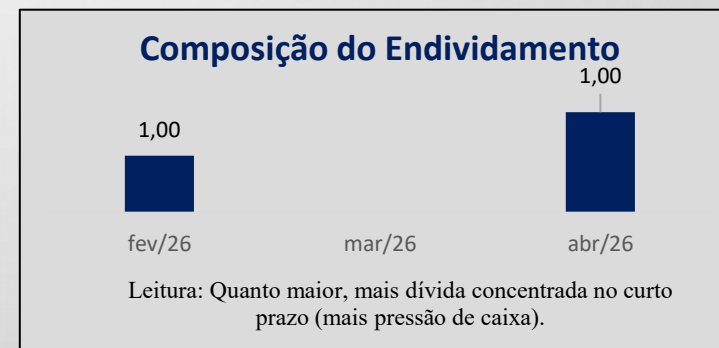 Composição do Endividamento
1,00
1,00
fev/26
mar/26
abr/26
Leitura: Quanto maior, mais dívida concentrada no curto
prazo (mais pressão de caixa).